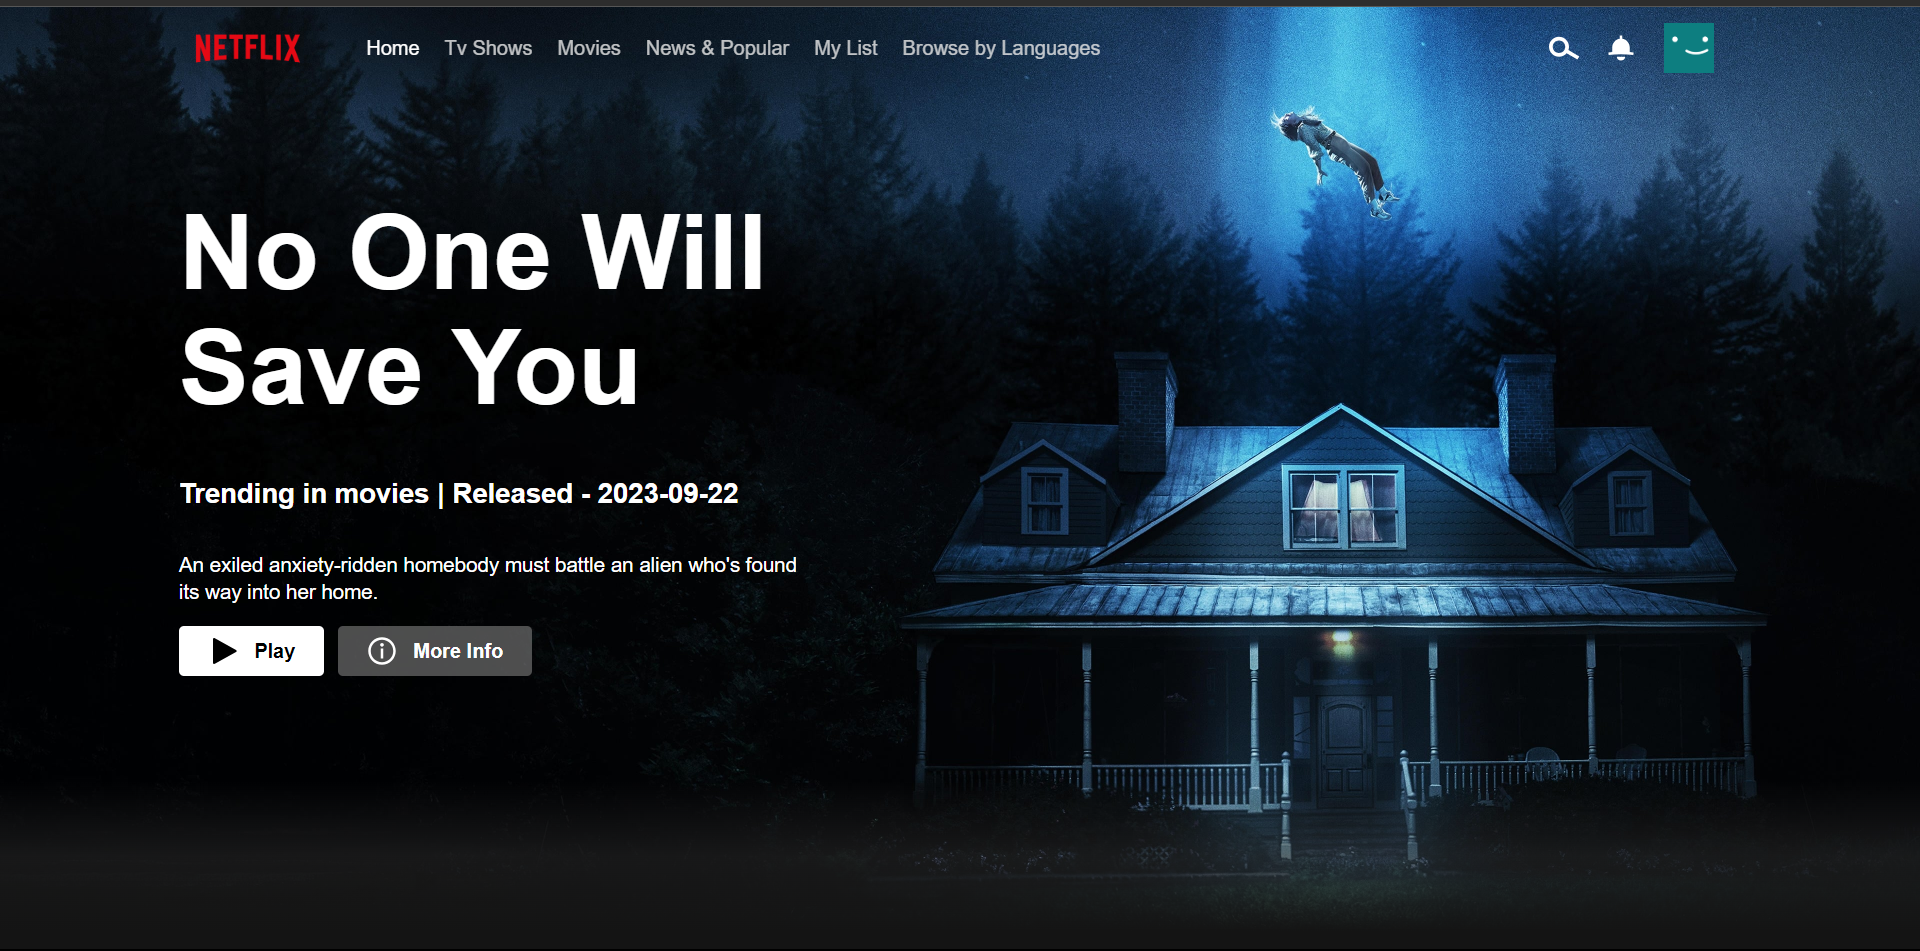 NETFLIX Home Tv Shows Movies News & Popular My List Browse by Languages
No One Will
Save You
Trending in movies | Released - 2023-09-22
An exiled anxiety-ridden homebody must battle an alien who's found
its way into her home.
Play More Info